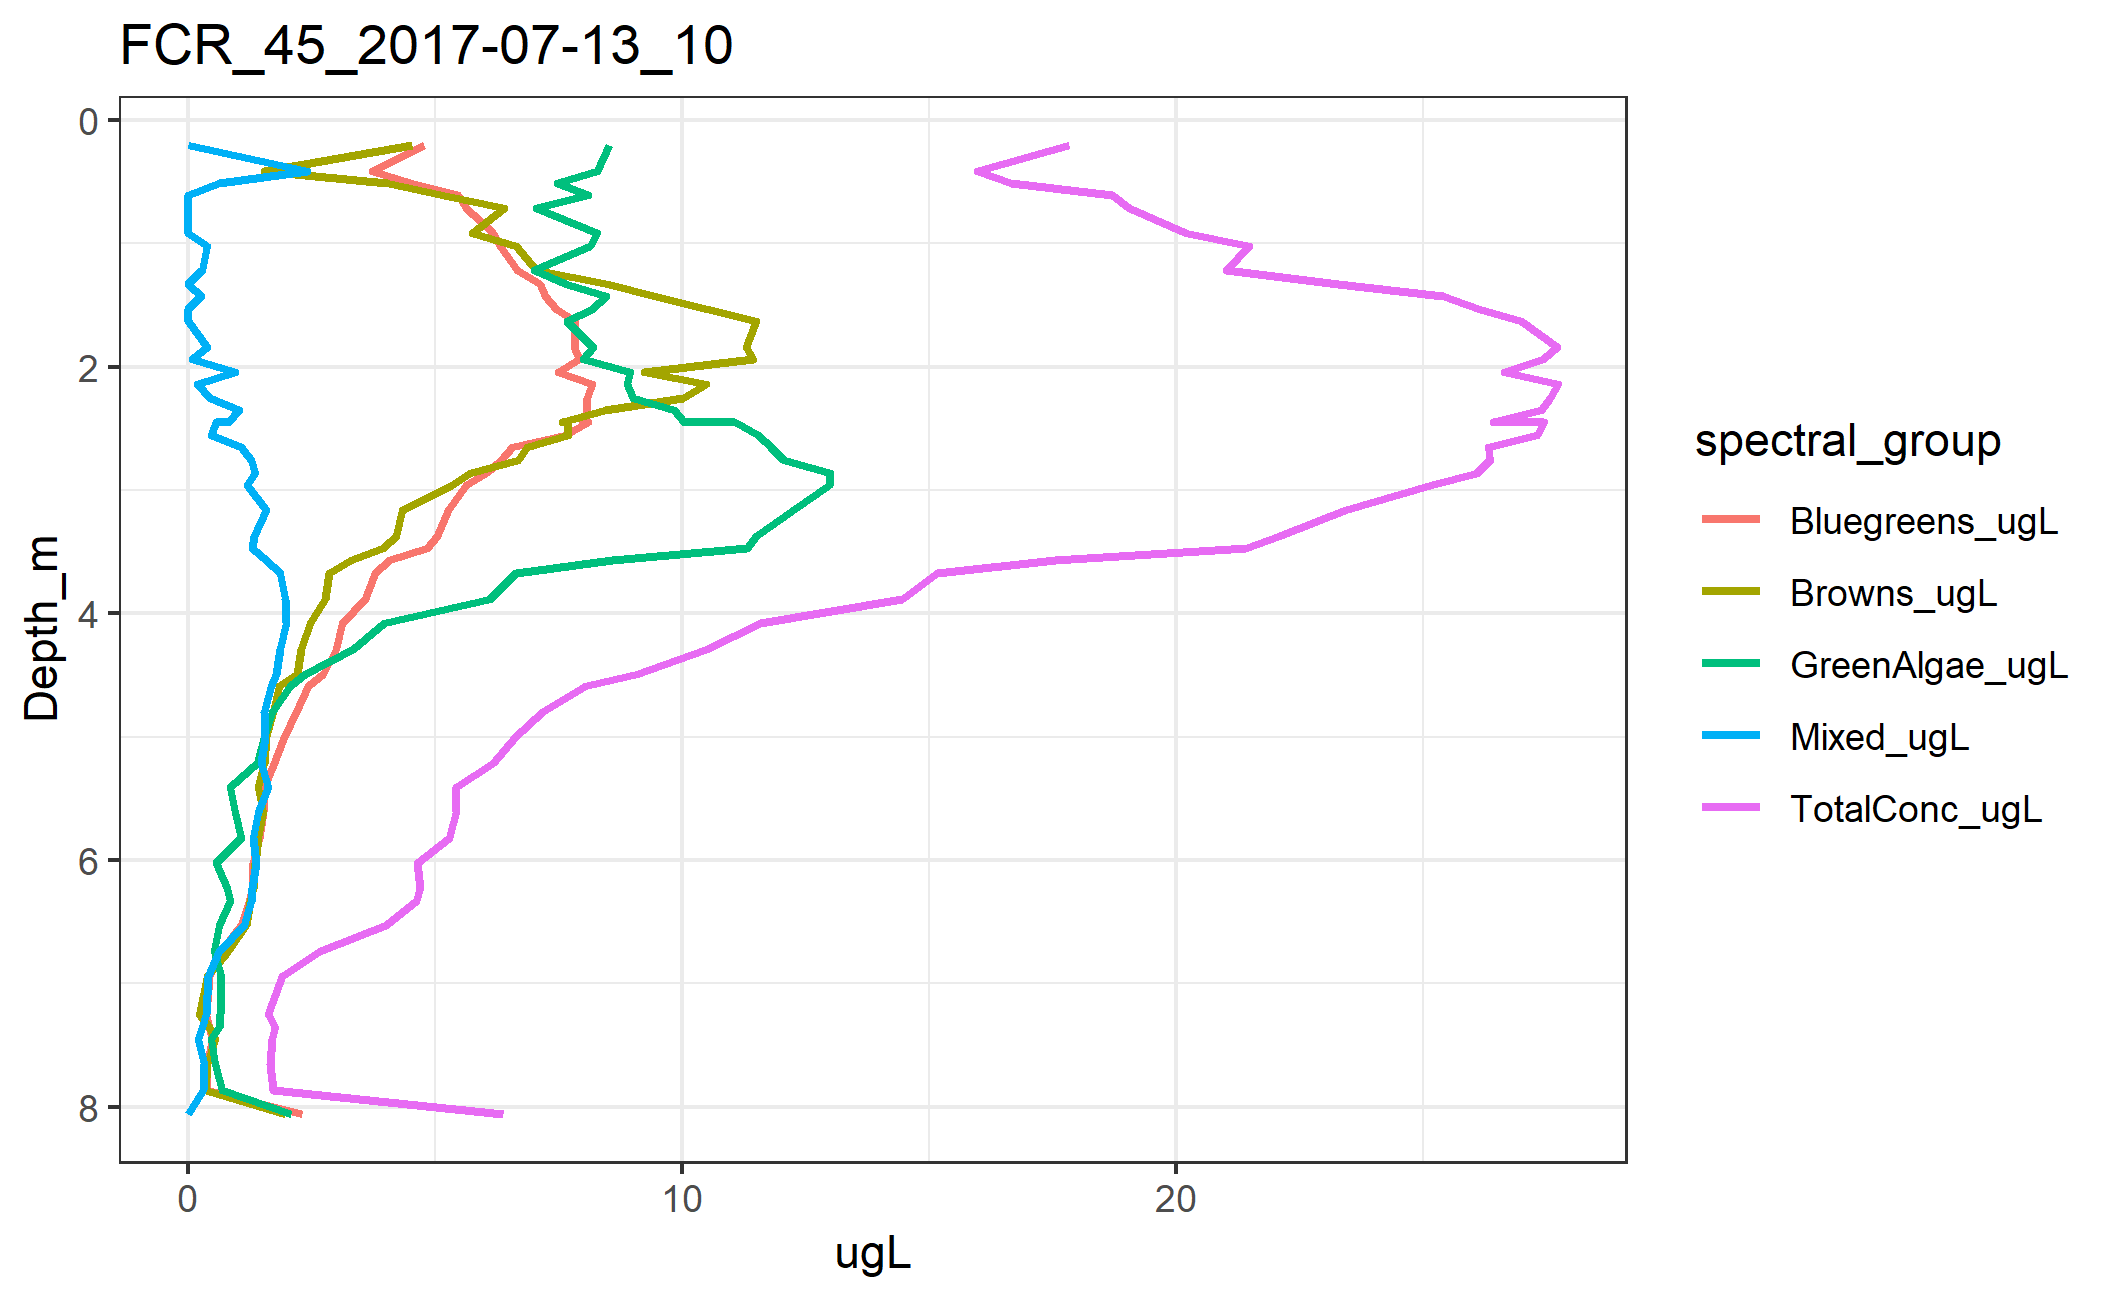 FCR_45_2017-07-13_10
0
2
4
6
8
Depth_m
0 10 20
ugL
spectral_group
Bluegreens_ugL
Browns_ugL
GreenAlgae_ugL
Mixed_ugL
TotalConc_ugL